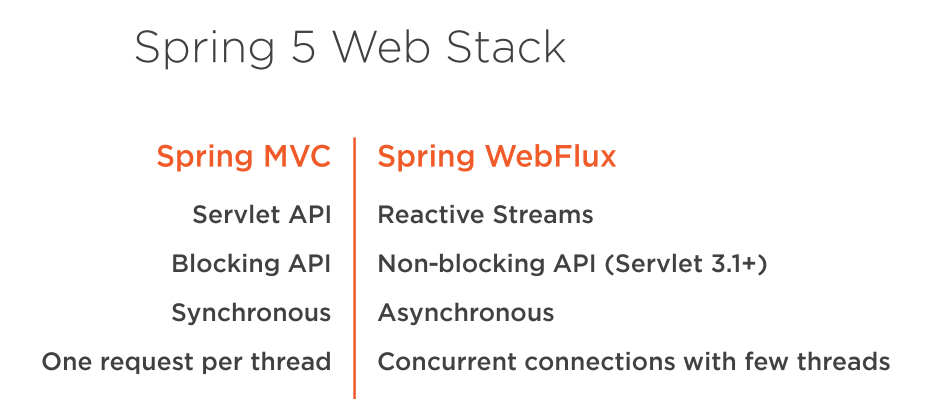 Spring 5 Web Stack
Spring MVC
Servlet API
Blocking API
Synchronous
One request per thread
Spring WebFlux
Reactive Streams
Non-blocking API (Servlet 3.1+)
Asynchronous
Concurrent connections with few threads